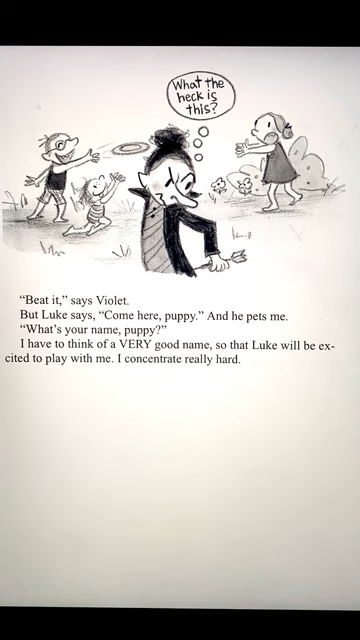 What the
heck is
this?
“Beat it,” says Violet.
But Luke says, “Come here, puppy.” And he pets me.
“What’s your name, puppy?”
I have to think of a VERY good name, so that Luke will be ex-
cited to play with me. I concentrate really hard.